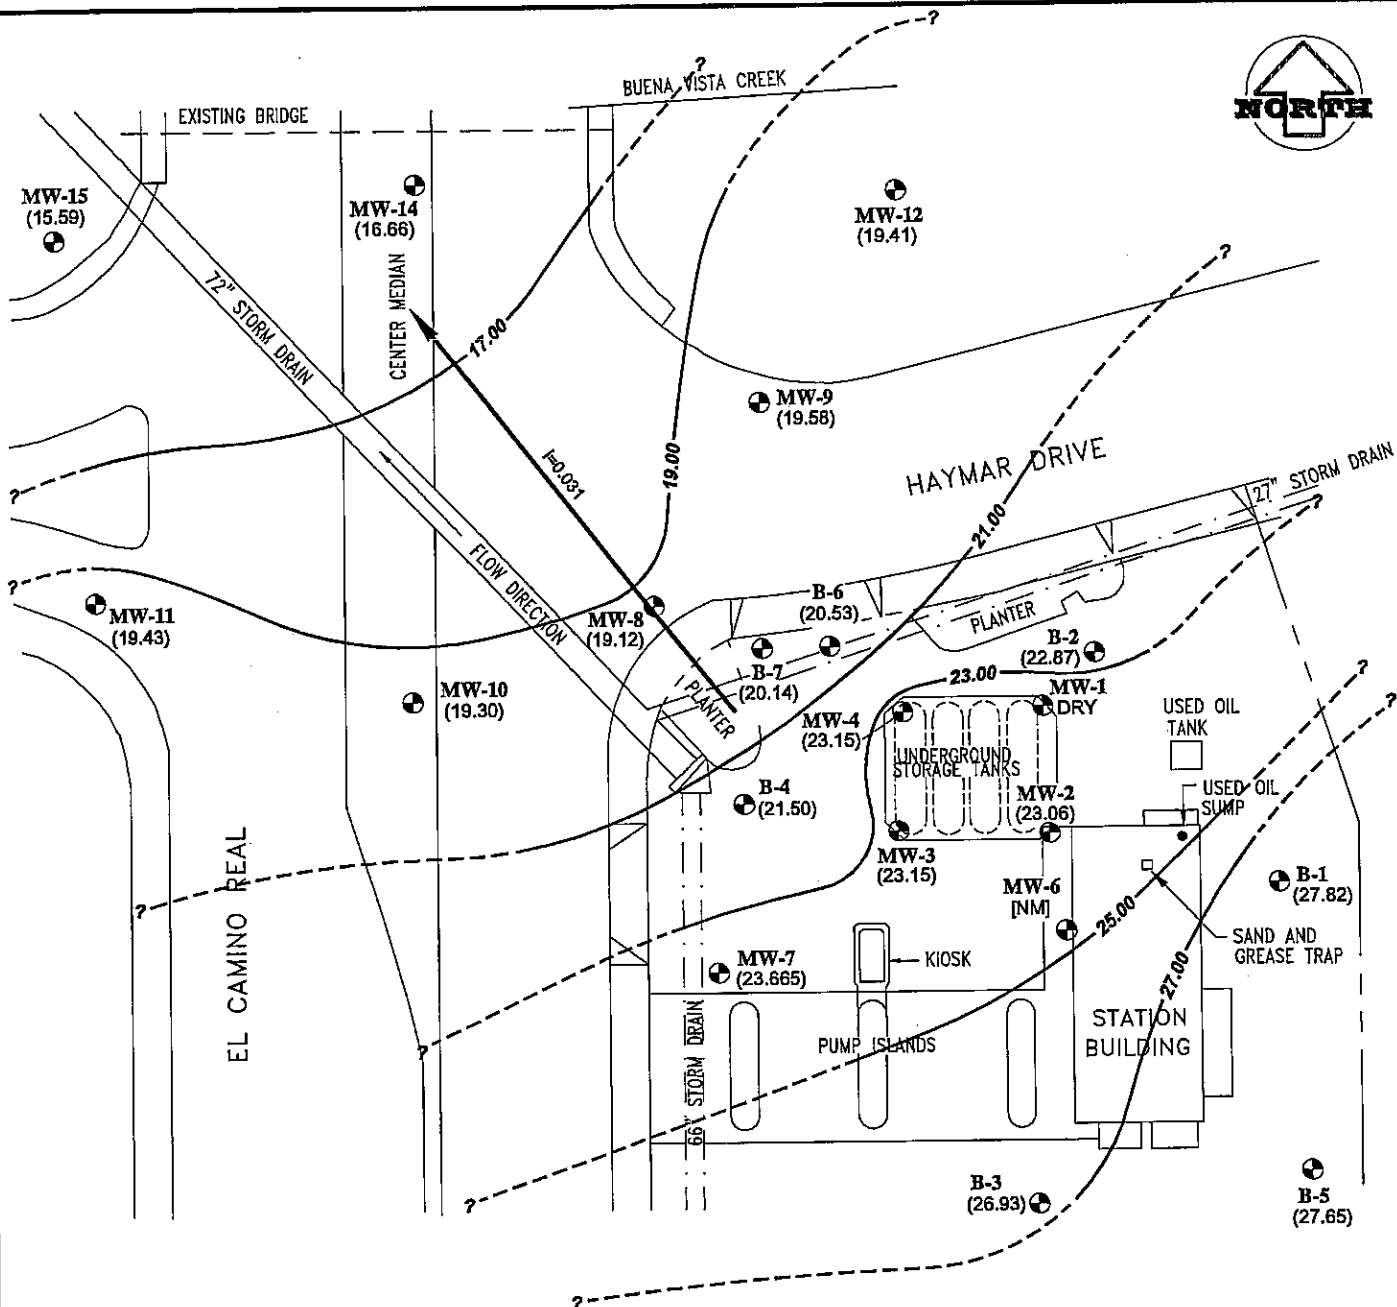 ?
?
BUENA VISTA CREEK
NORTH
EXISTING BRIDGE
MW-15
(15.59)
MW-14
(16.66)
MW-12
(19.41)
?
72" STORM DRAIN
CENTER MEDIAN
17.00
MW-9
(19.58)
19.00
I=0.031
HAYMAR DRIVE
27" STORM DRAIN
?
?
21.00
FLOW DIRECTION
?
MW-11
(19.43)
MW-8
(19.12)
B-6
(20.53)
PLANTER
B-2
(22.87)
B-7
(20.14)
23.00
MW-10
(19.30)
PLANTER
MW-1
DRY
?
?
MW-4
(23.15)
USED OIL
TANK
UNDERGROUND
STORAGE TANKS
B-4
(21.50)
MW-2
(23.06)
USED OIL
SUMP
MW-3
(23.15)
EL CAMINO REAL
?
MW-6
[NM]
B-1
(27.82)
25.00
SAND AND
GREASE TRAP
MW-7
(23.665)
KIOSK
27.00
66" STORM DRAIN
STATION
BUILDING
PUMP ISLANDS
?
B-3
(26.93)
?
B-5
(27.65)
?